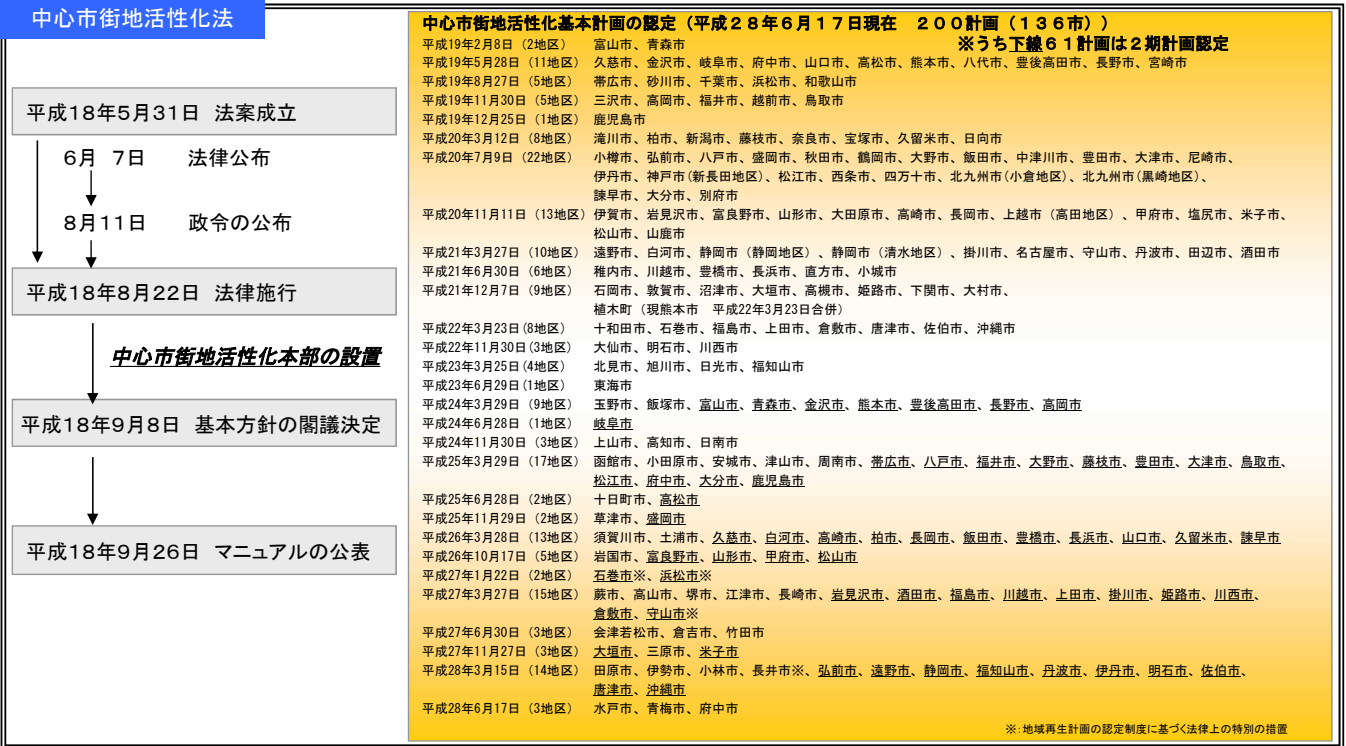 中心市街地活性化法
平成18年5月31日 法案成立
6月 7日 法律公布
8月11日 政令の公布
平成18年8月22日 法律施行
中心市街地活性化本部の設置
平成18年9月8日 基本方針の閣議決定
平成18年9月26日 マニュアルの公表
中心市街地活性化基本計画の認定（平成２８年６月１７日現在 ２００計画（１３６市））
※うち下線６１計画は２期計画認定
平成19年2月8日（2地区） 富山市、青森市
平成19年5月28日（11地区） 久慈市、金沢市、岐阜市、府中市、山口市、高松市、熊本市、八代市、豊後高田市、長野市、宮崎市
平成19年8月27日（5地区） 帯広市、砂川市、千葉市、浜松市、和歌山市
平成19年11月30日（5地区） 三沢市、高岡市、福井市、越前市、鳥取市
平成19年12月25日（1地区） 鹿児島市
平成20年3月12日（8地区） 滝川市、柏市、新潟市、藤枝市、奈良市、宝塚市、久留米市、日向市
平成20年7月9日（22地区） 小樽市、弘前市、八戸市、盛岡市、秋田市、鶴岡市、大野市、飯田市、中津川市、豊田市、大津市、尼崎市、
伊丹市、神戸市(新長田地区)、松江市、西条市、四万十市、北九州市(小倉地区)、北九州市(黒崎地区)、
諫早市、大分市、別府市
平成20年11月11日（13地区） 伊賀市、岩見沢市、富良野市、山形市、大田原市、高崎市、長岡市、上越市（高田地区）、甲府市、塩尻市、米子市、
松山市、山鹿市
平成21年3月27日（10地区） 遠野市、白河市、静岡市（静岡地区）、静岡市（清水地区）、掛川市、名古屋市、守山市、丹波市、田辺市、酒田市
平成21年6月30日（6地区） 稚内市、川越市、豊橋市、長浜市、直方市、小城市
平成21年12月7日（9地区） 石岡市、敦賀市、沼津市、大垣市、高槻市、姫路市、下関市、大村市、
植木町（現熊本市 平成22年3月23日合併）
平成22年3月23日(8地区） 十和田市、石巻市、福島市、上田市、倉敷市、唐津市、佐伯市、沖縄市
平成22年11月30日(3地区） 大仙市、明石市、川西市
平成23年3月25日(4地区） 北見市、旭川市、日光市、福知山市
平成23年6月29日(1地区） 東海市
平成24年3月29日（9地区） 玉野市、飯塚市、富山市、青森市、金沢市、熊本市、豊後高田市、長野市、高岡市
平成24年6月28日（1地区） 岐阜市
平成24年11月30日（3地区） 上山市、高知市、日南市
平成25年3月29日（17地区） 函館市、小田原市、安城市、津山市、周南市、帯広市、八戸市、福井市、大野市、藤枝市、豊田市、大津市、鳥取市、
松江市、府中市、大分市、鹿児島市
平成25年6月28日（2地区） 十日町市、高松市
平成25年11月29日（2地区） 草津市、盛岡市
平成26年3月28日（13地区） 須賀川市、土浦市、久慈市、白河市、高崎市、柏市、長岡市、飯田市、豊橋市、長浜市、山口市、久留米市、諫早市
平成26年10月17日（5地区） 岩国市、富良野市、山形市、甲府市、松山市
平成27年1月22日（2地区） 石巻市※、浜松市※
平成27年3月27日（15地区） 蕨市、高山市、堺市、江津市、長崎市、岩見沢市、酒田市、福島市、川越市、上田市、掛川市、姫路市、川西市、
倉敷市、守山市※
平成27年6月30日（3地区） 会津若松市、倉吉市、竹田市
平成27年11月27日（3地区） 大垣市、三原市、米子市
平成28年3月15日（14地区） 田原市、伊勢市、小林市、長井市※、弘前市、遠野市、静岡市、福知山市、丹波市、伊丹市、明石市、佐伯市、
唐津市、沖縄市
平成28年6月17日（3地区） 水戸市、青梅市、府中市
※：地域再生計画の認定制度に基づく法律上の特別の措置